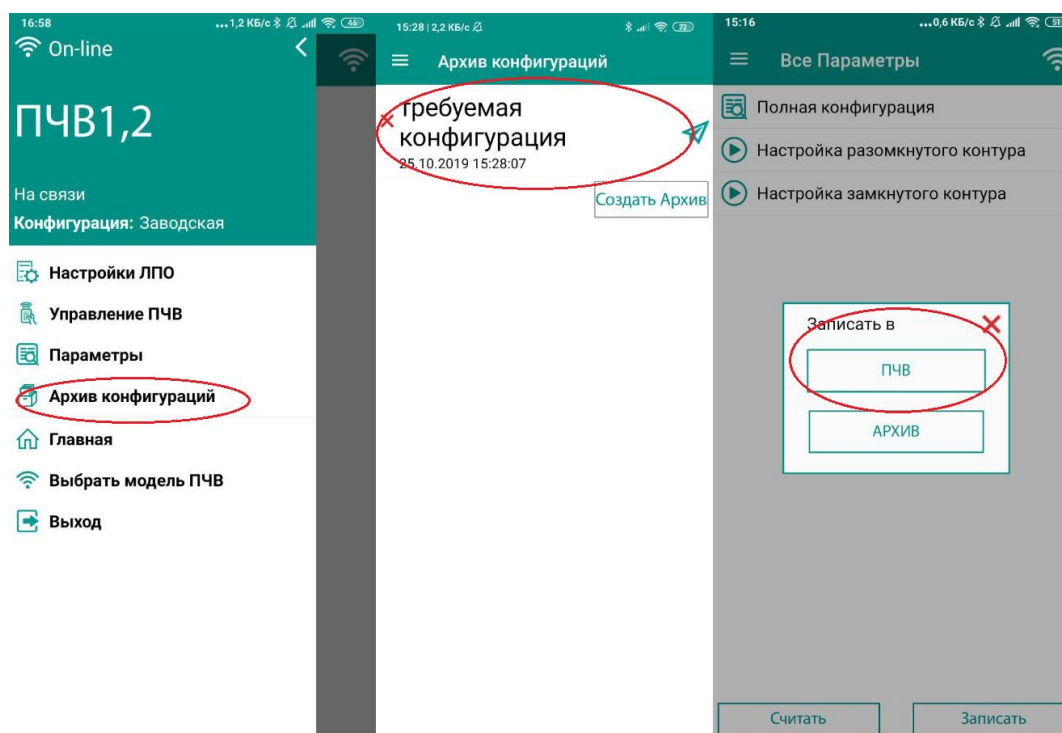 16:58
...1,2 КБ/с
46
On-line
ПЧВ1,2
На связи
Конфигурация: Заводская
Настройки ЛПО
Управление ПЧВ
Параметры
Архив конфигураций
Главная
Выбрать модель ПЧВ
Выход
15:28 | 2,2 КБ/с
72
Архив конфигураций
требуемая
конфигурация
25.10.2019 15:28:07
Создать Архив
15:16
...0,6 КБ/с
51
Все Параметры
Полная конфигурация
Настройка разомкнутого контура
Настройка замкнутого контура
Записать в
ПЧВ
АРХИВ
Считать
Записать